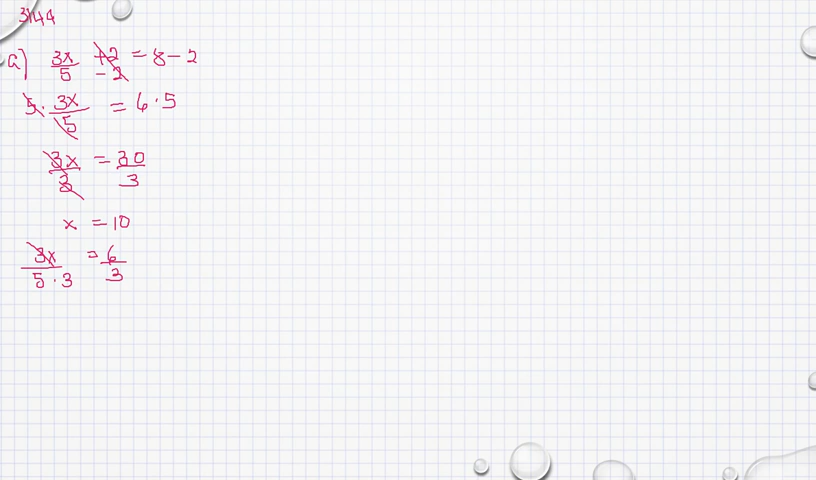 3144
a) 3x/5 +2 - 2 = 8 - 2
5 · 3x/5 = 6 · 5
3x/3 = 30/3
x = 10
3x/5 · 3 = 6/3